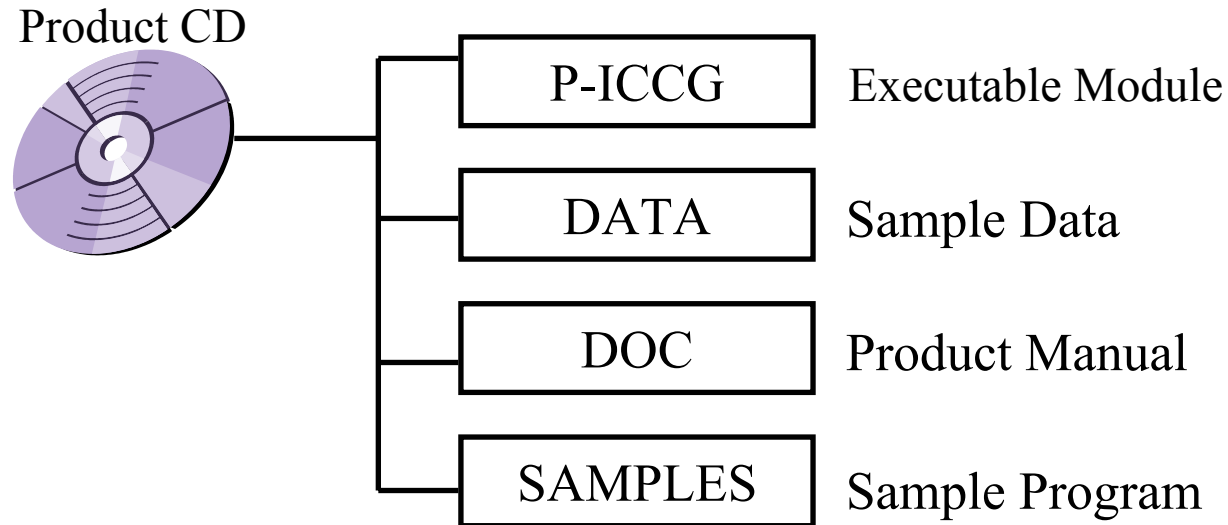 Product CD
P-ICCG Executable Module
DATA Sample Data
DOC Product Manual
SAMPLES Sample Program